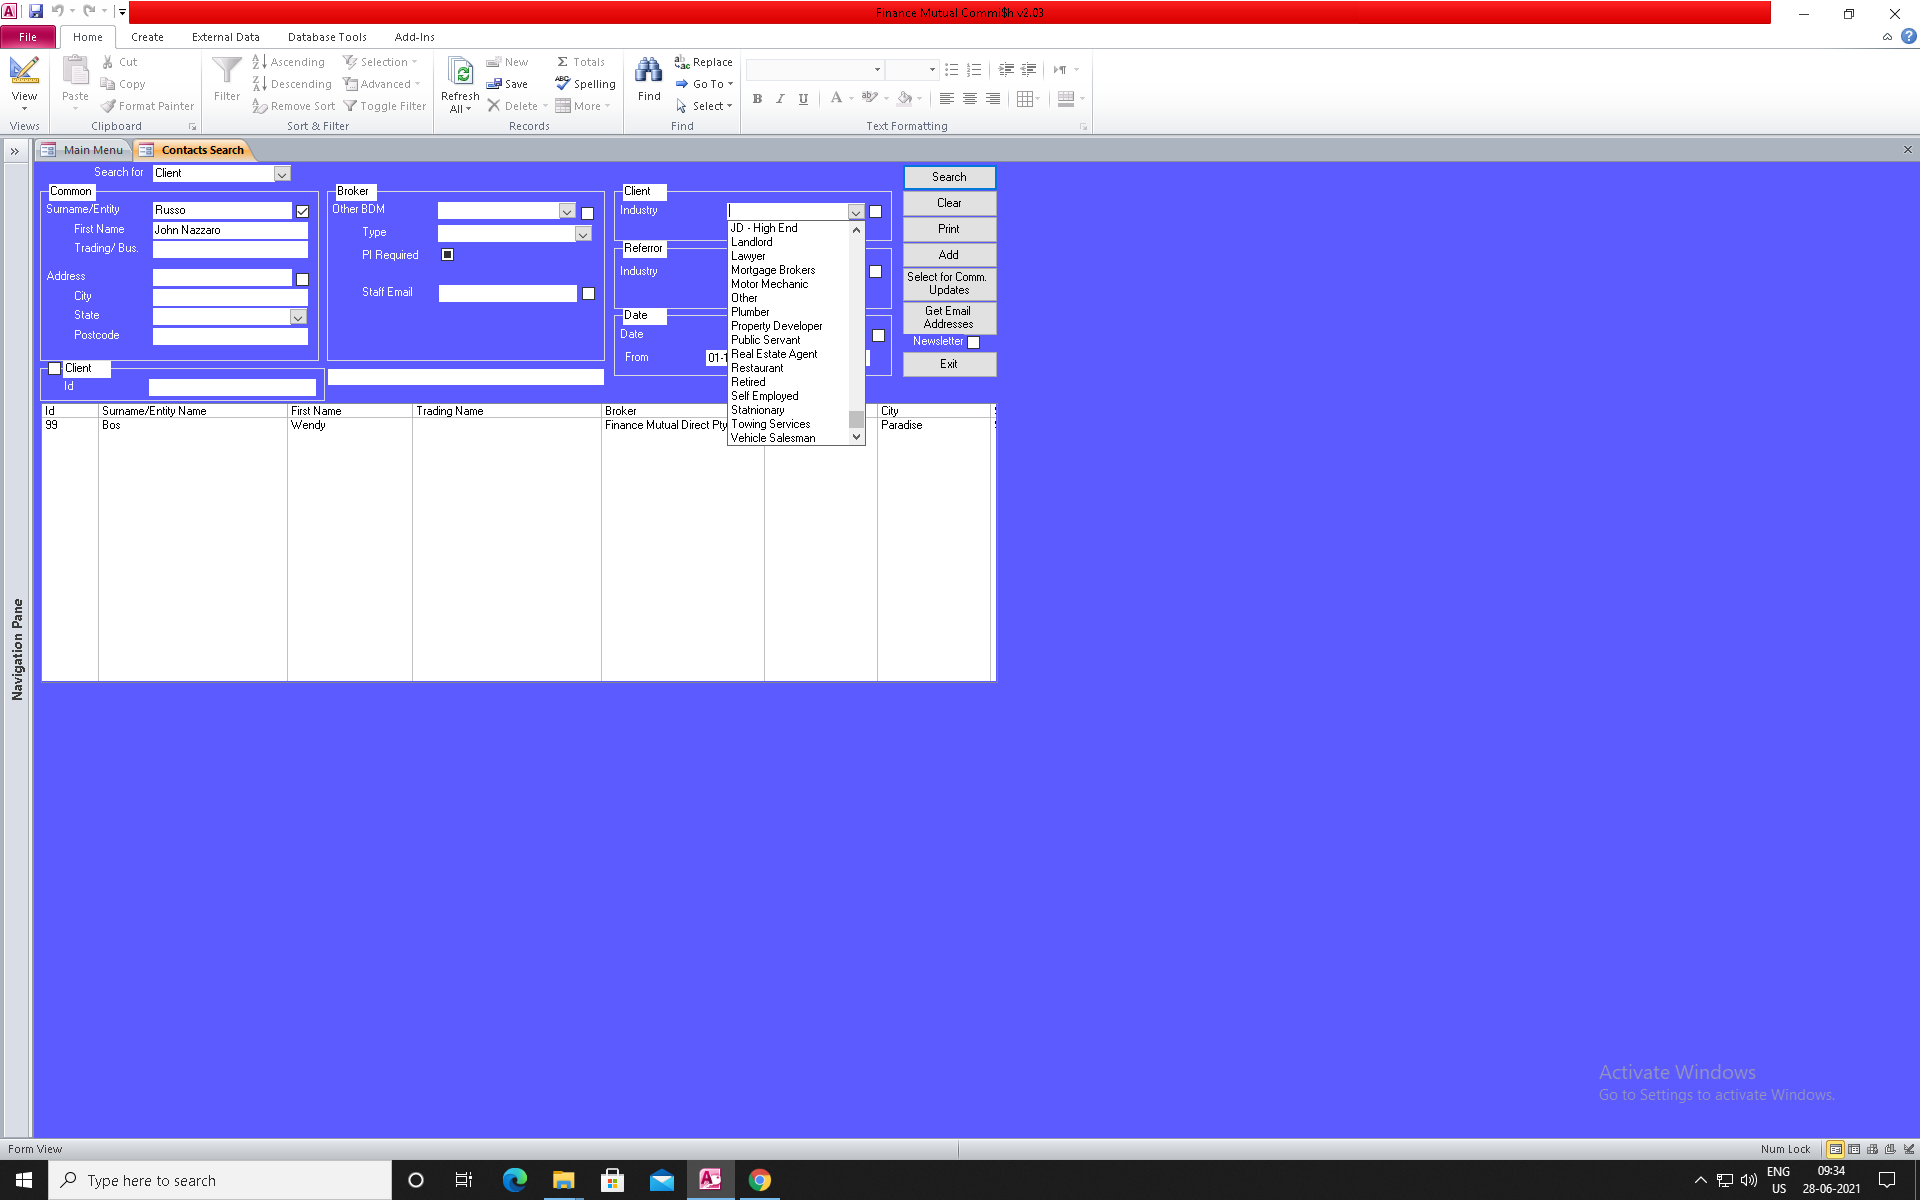 Finance Mutual Commi$h v2.03
File Home Create External Data Database Tools Add-Ins
View Paste Cut Copy Format Painter
Filter Ascending Descending Remove Sort Selection Advanced Toggle Filter
Refresh All New Save Delete Totals Spelling More
Find Replace Go To Select
B I U A
Views Clipboard Sort & Filter Records Find Text Formatting
Main Menu Contacts Search
Search for Client
Common
Surname/Entity Russo
First Name John Nazzaro
Trading/ Bus.
Address
City
State
Postcode
Client
Id
Broker
Other BDM
Type
PI Required
Staff Email
Client
Industry
Referror
Industry
Date
Date
From 01-1
JD - High End
Landlord
Lawyer
Mortgage Brokers
Motor Mechanic
Other
Plumber
Property Developer
Public Servant
Real Estate Agent
Restaurant
Retired
Self Employed
Statnionary
Towing Services
Vehicle Salesman
Search
Clear
Print
Add
Select for Comm. Updates
Get Email Addresses
Newsletter
Exit
Id Surname/Entity Name First Name Trading Name Broker City
99 Bos Wendy Finance Mutual Direct Pty Paradise
Navigation Pane
Activate Windows
Go to Settings to activate Windows.
Form View Num Lock
Type here to search
ENG
US
09:34
28-06-2021